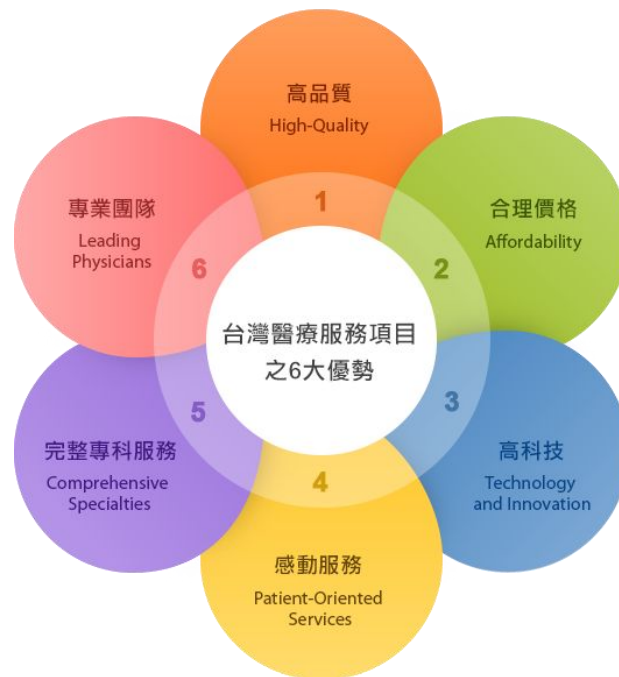 台灣醫療服務項目
之6大優勢
1
高品質
High-Quality
2
合理價格
Affordability
3
高科技
Technology
and Innovation
4
感動服務
Patient-Oriented
Services
5
完整專科服務
Comprehensive
Specialties
6
專業團隊
Leading
Physicians